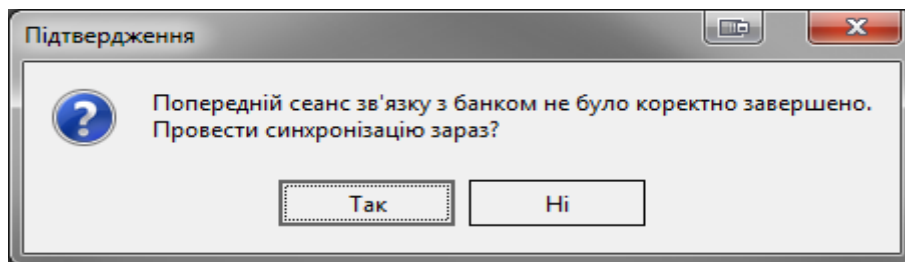 Підтвердження
Попередній сеанс зв'язку з банком не було коректно завершено.
Провести синхронізацію зараз?
Так
Ні